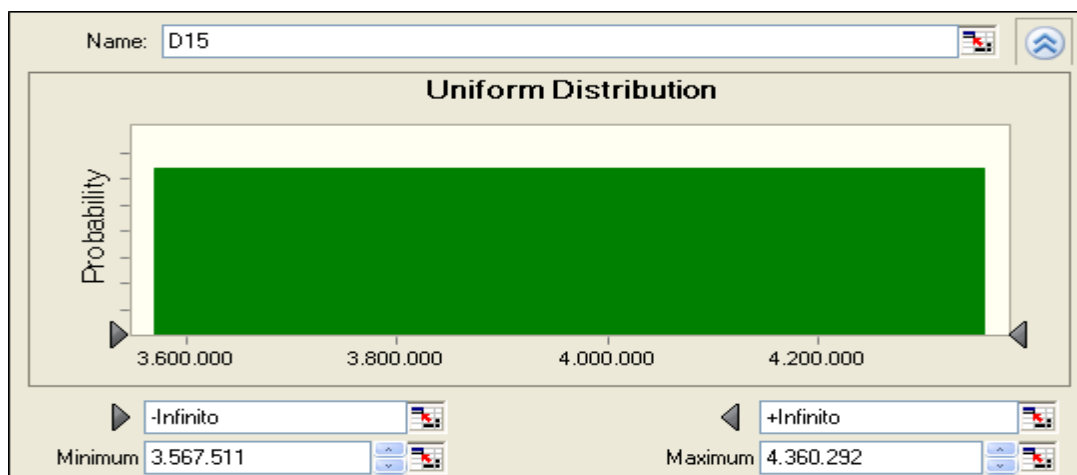 Name: D15
Uniform Distribution
Probability
3.600.000 3.800.000 4.000.000 4.200.000
-Infinito +Infinito
Minimum 3.567.511 Maximum 4.360.292